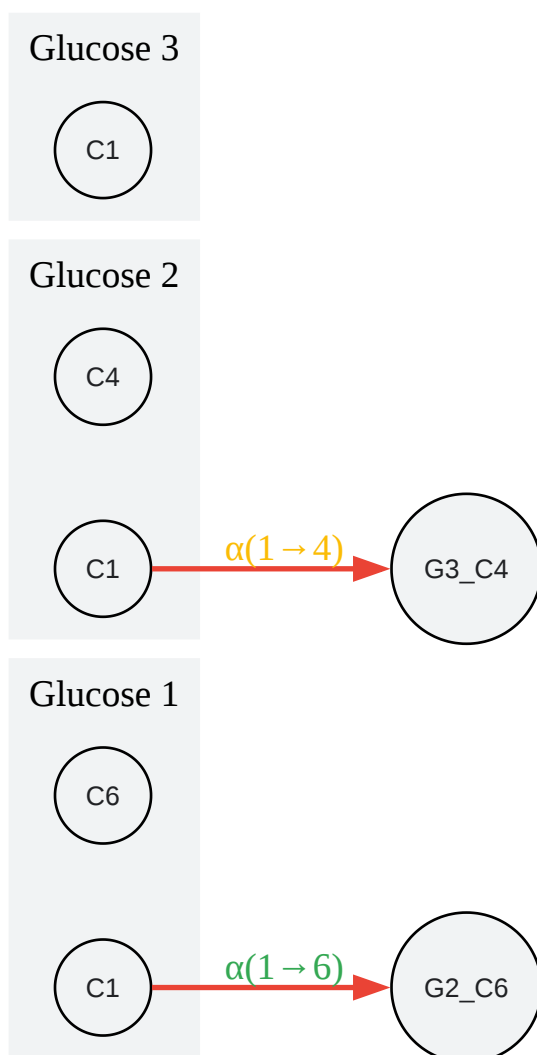 Glucose 3
C1
Glucose 2
C4
C1
α(1→4)
G3_C4
Glucose 1
C6
C1
α(1→6)
G2_C6